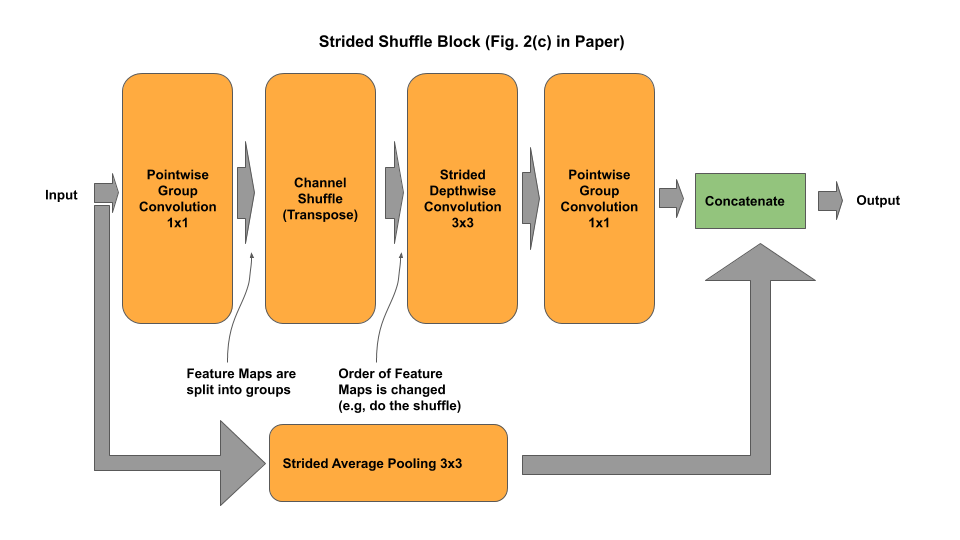 Strided Shuffle Block (Fig. 2(c) in Paper)
Input
Pointwise
Group
Convolution
1x1
Channel
Shuffle
(Transpose)
Strided
Depthwise
Convolution
3x3
Pointwise
Group
Convolution
1x1
Concatenate
Output
Feature Maps are
split into groups
Order of Feature
Maps is changed
(e.g, do the shuffle)
Strided Average Pooling 3x3